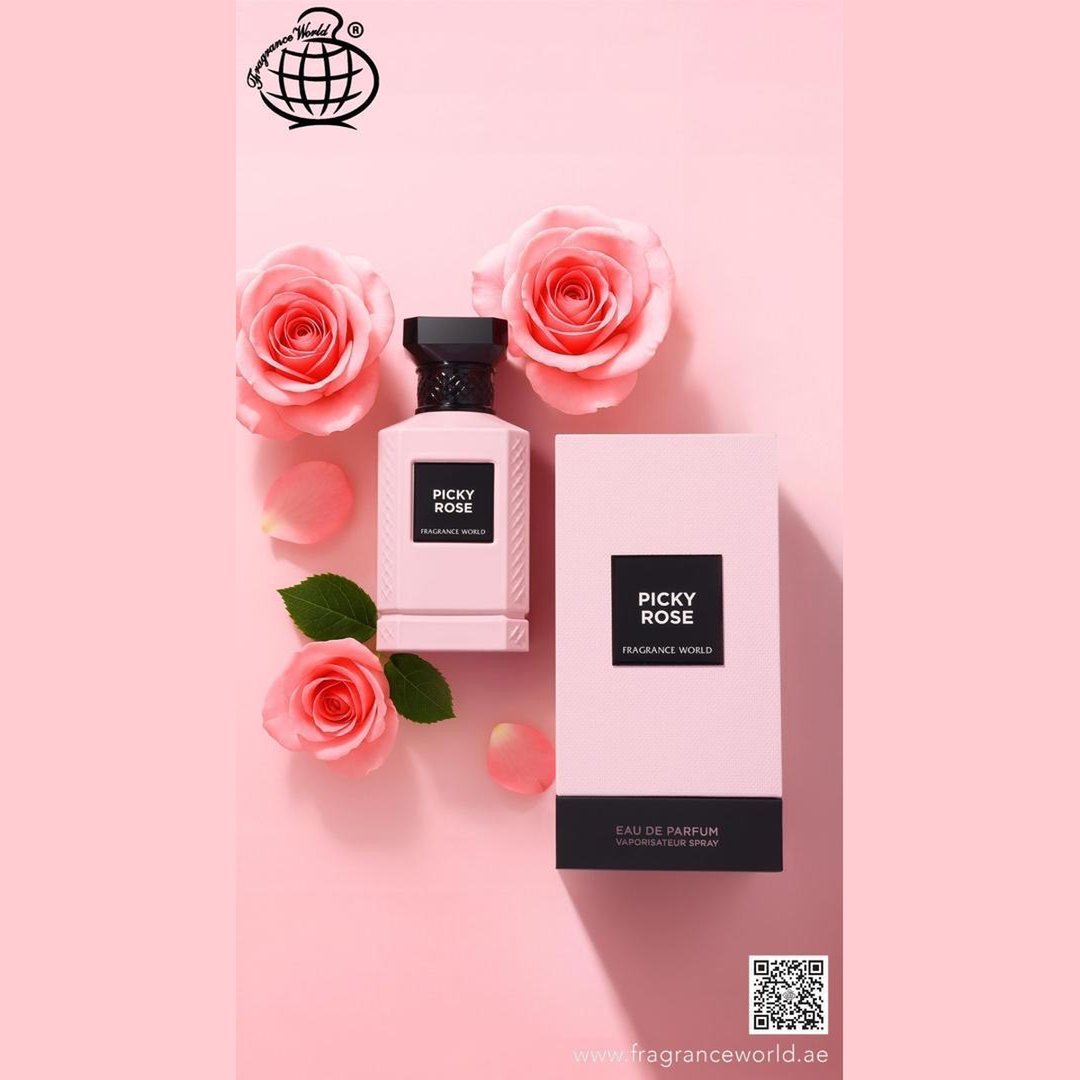 Fragrance World ®
PICKY
ROSE
FRAGRANCE WORLD
PICKY
ROSE
FRAGRANCE WORLD
EAU DE PARFUM
VAPORISATEUR SPRAY
www.fragranceworld.ae